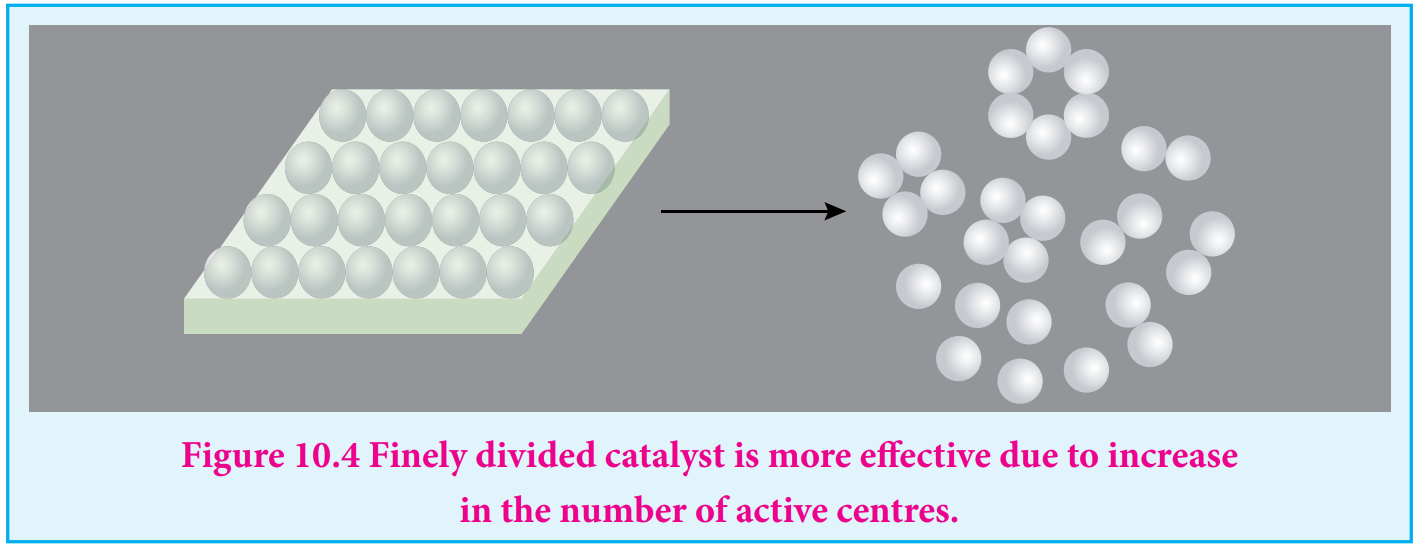 Figure 10.4 Finely divided catalyst is more effective due to increase
in the number of active centres.